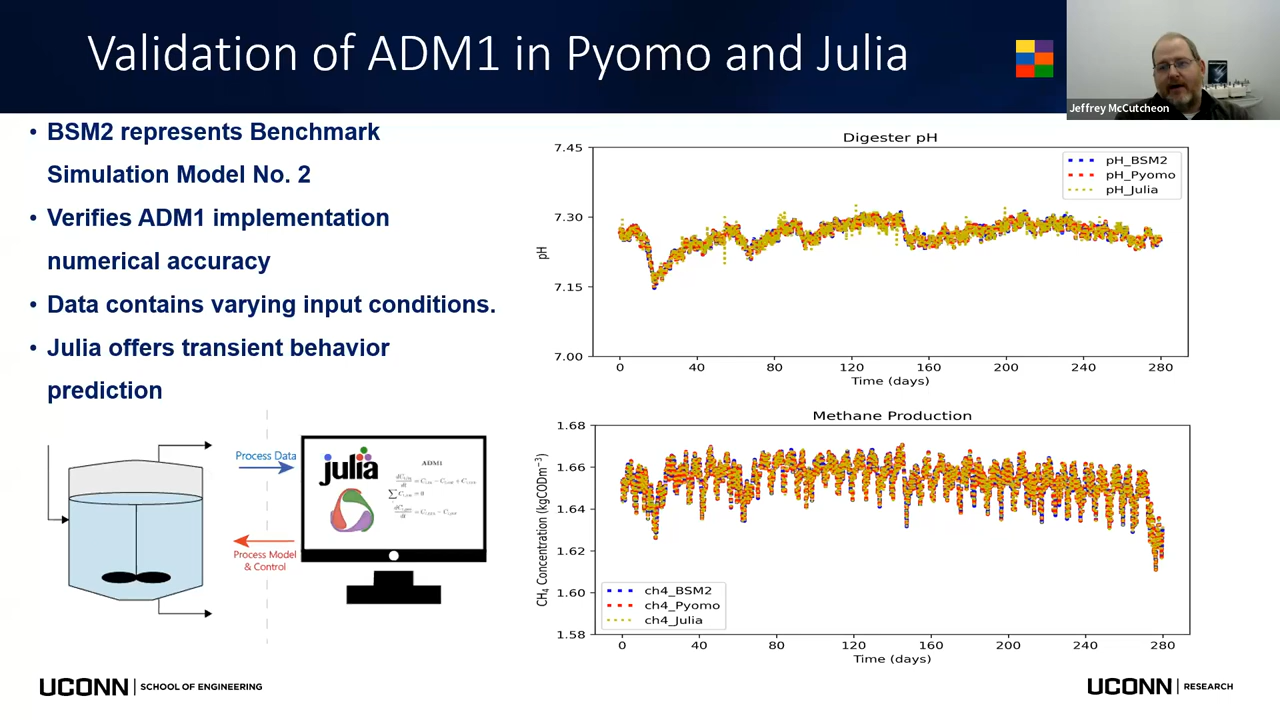 Validation of ADM1 in Pyomo and Julia
Jeffrey McCutcheon
• BSM2 represents Benchmark
Simulation Model No. 2
• Verifies ADM1 implementation
numerical accuracy
• Data contains varying input conditions.
• Julia offers transient behavior
prediction
Process Data
Process Model
& Control
julia
ADM1
Digester pH
7.45
7.30
7.15
7.00
pH
pH_BSM2
pH_Pyomo
pH_Julia
0 40 80 120 160 200 240 280
Time (days)
Methane Production
1.68
1.66
1.64
1.62
1.60
1.58
CH₄ Concentration (kgCODm⁻³)
ch4_BSM2
ch4_Pyomo
ch4_Julia
0 40 80 120 160 200 240 280
Time (days)
UCONN | SCHOOL OF ENGINEERING
UCONN | RESEARCH